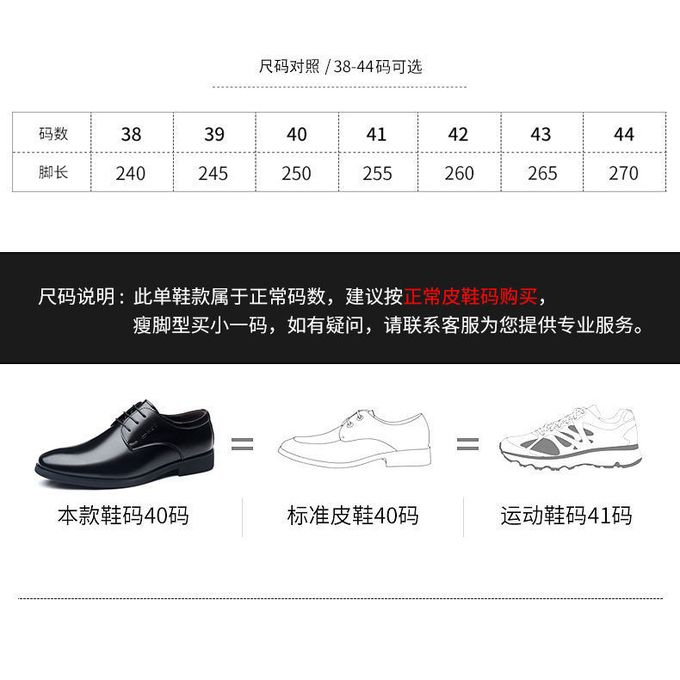 尺码对照 / 38-44码可选
码数 38 39 40 41 42 43 44
脚长 240 245 250 255 260 265 270
尺码说明：此单鞋款属于正常码数，建议按正常皮鞋码购买，
瘦脚型买小一码，如有疑问，请联系客服为您提供专业服务。
= =
本款鞋码40码 标准皮鞋40码 运动鞋码41码